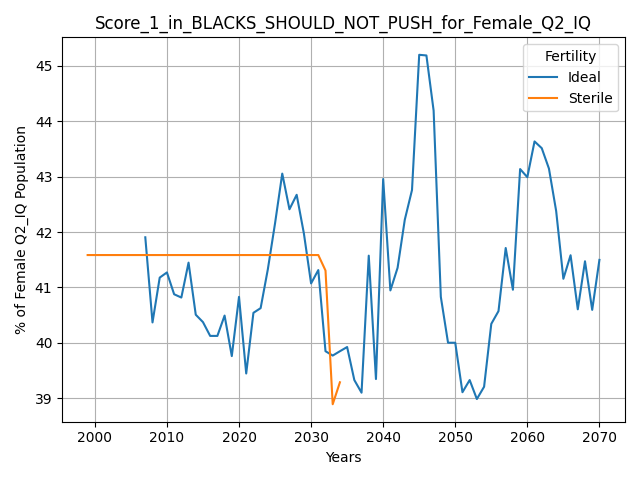 Score_1_in_BLACKS_SHOULD_NOT_PUSH_for_Female_Q2_IQ
Fertility
Ideal
Sterile
% of Female Q2_IQ Population
45
44
43
42
41
40
39
2000 2010 2020 2030 2040 2050 2060 2070
Years